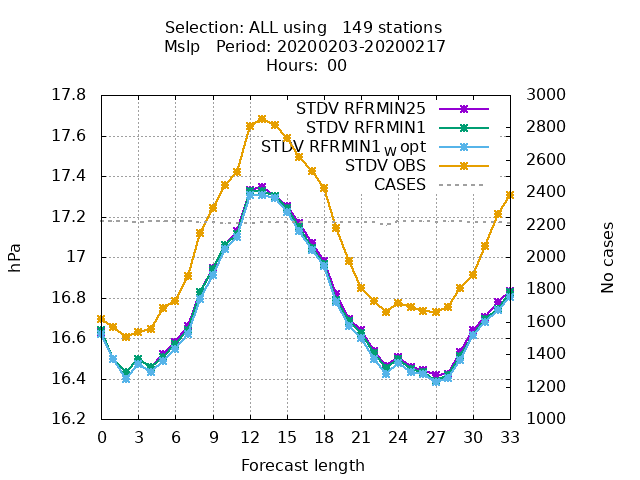 Selection: ALL using   149 stations
Mslp   Period: 20200203-20200217
Hours: 00
STDV RFRMIN25
STDV RFRMIN1
STDV RFRMIN1_w opt
STDV OBS
CASES
17.8
17.6
17.4
17.2
17
16.8
16.6
16.4
16.2
hPa
3000
2800
2600
2400
2200
2000
1800
1600
1400
1200
1000
No cases
0 3 6 9 12 15 18 21 24 27 30 33
Forecast length